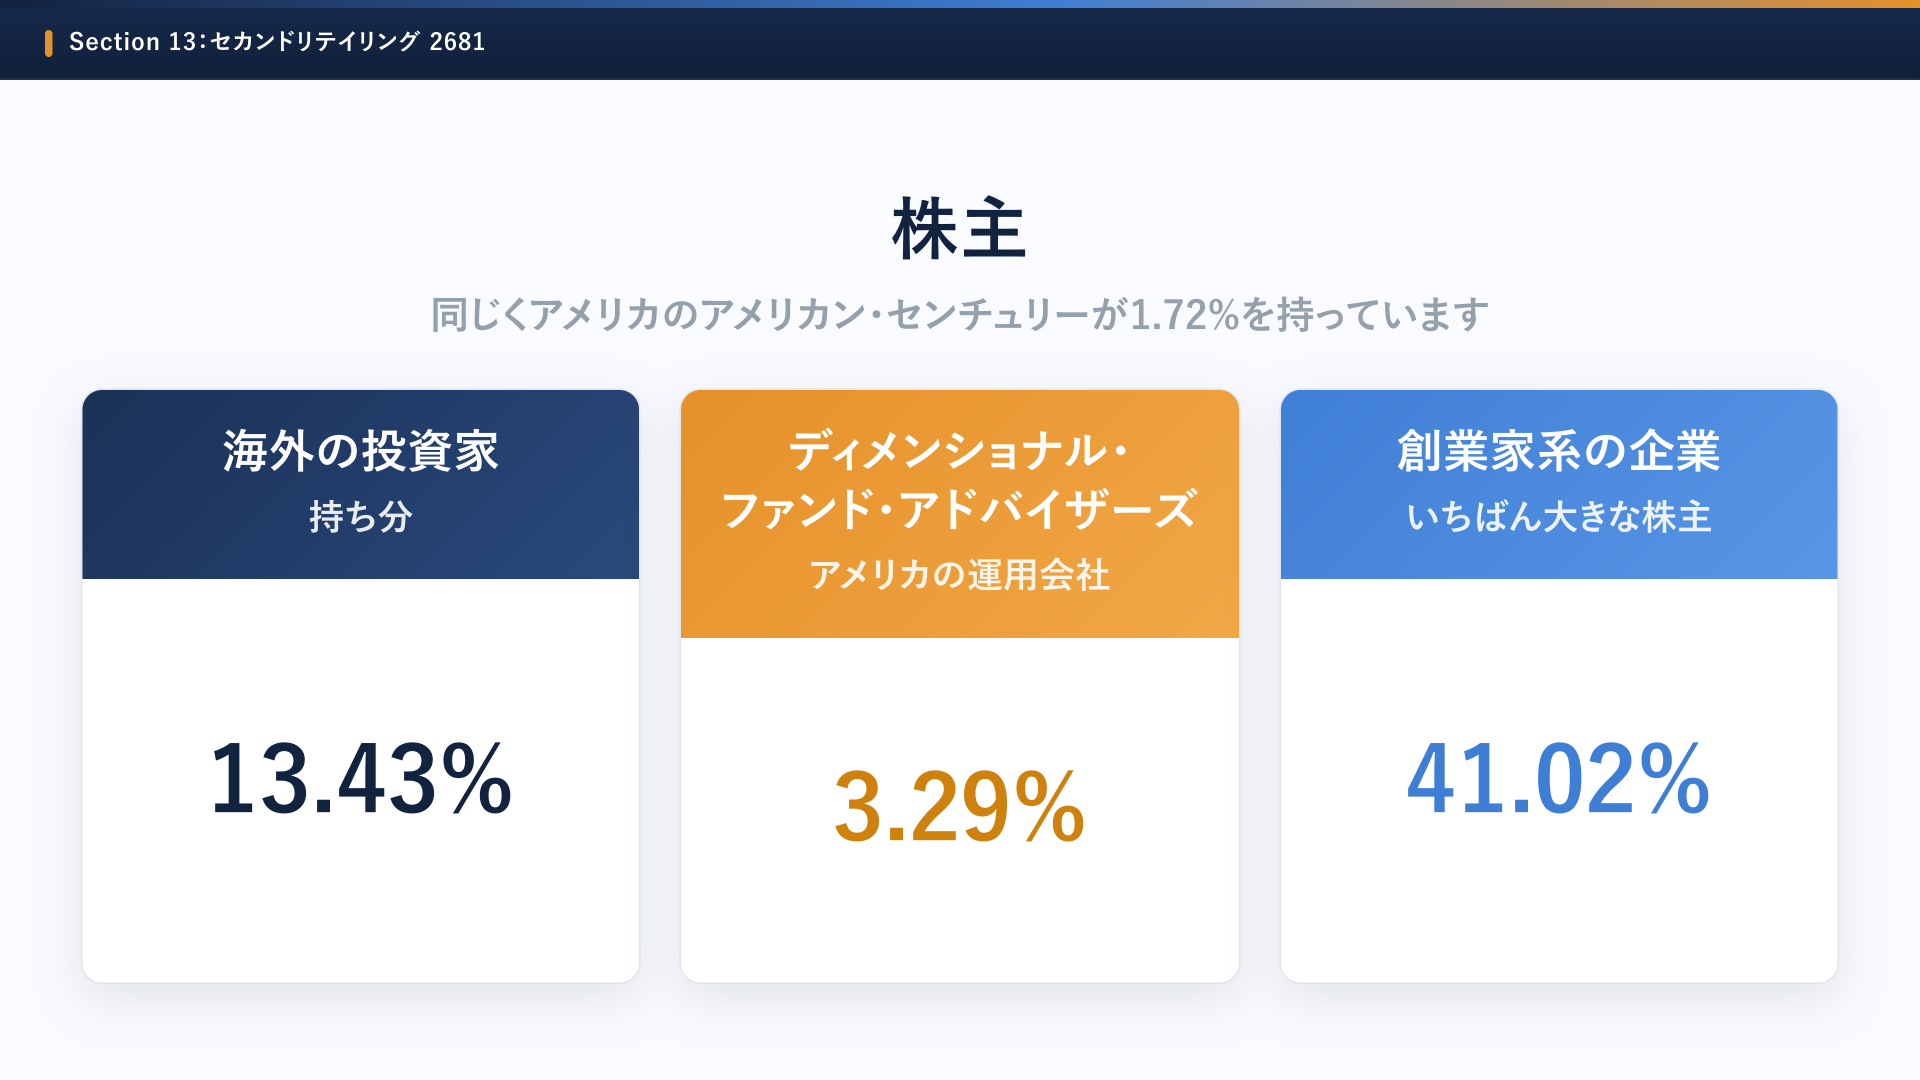 Section 13：セカンドリテイリング 2681
株主
同じくアメリカのアメリカン・センチュリーが1.72%を持っています
海外の投資家
持ち分
13.43%
ディメンショナル・
ファンド・アドバイザーズ
アメリカの運用会社
3.29%
創業家系の企業
いちばん大きな株主
41.02%